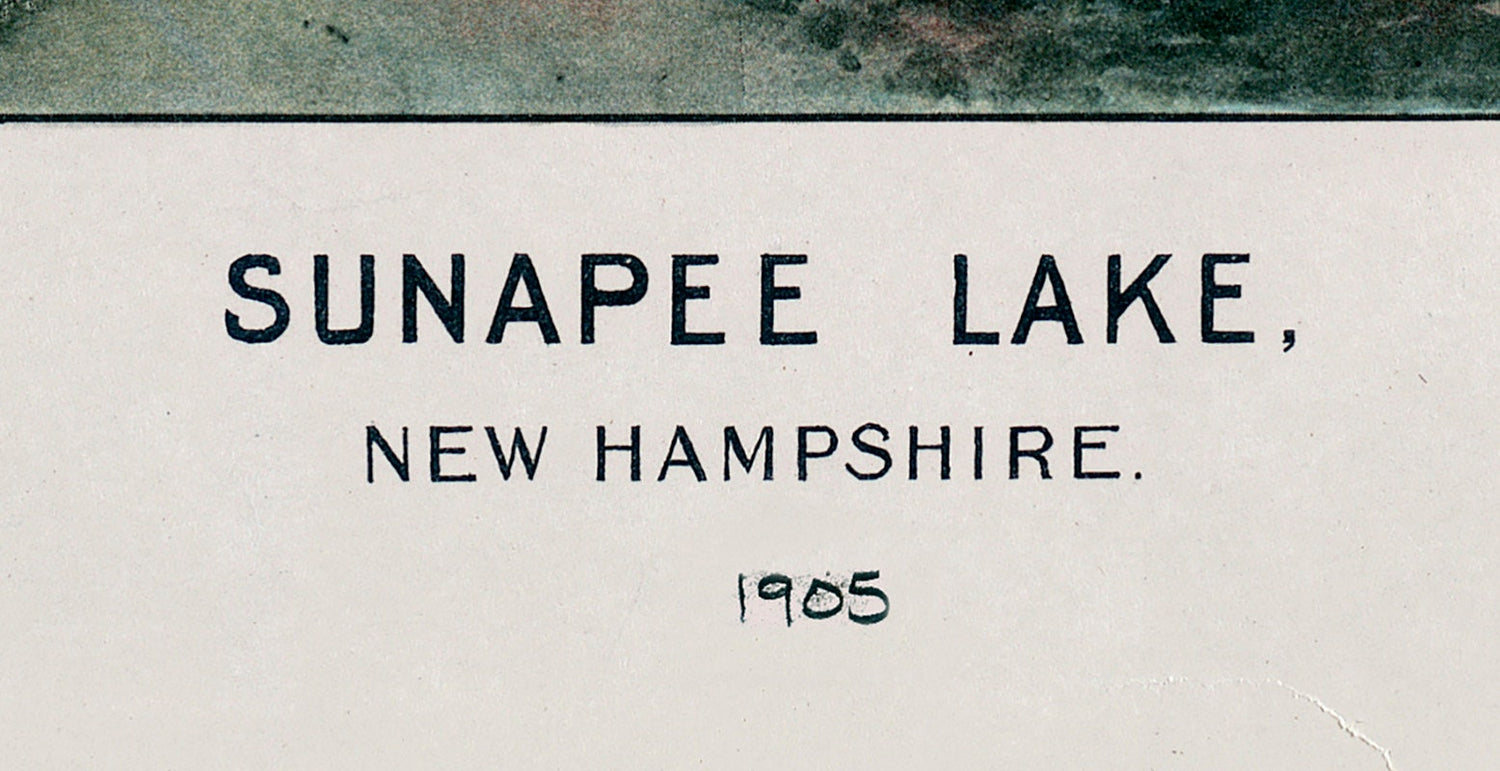 SUNAPEE LAKE,
NEW HAMPSHIRE.
1905